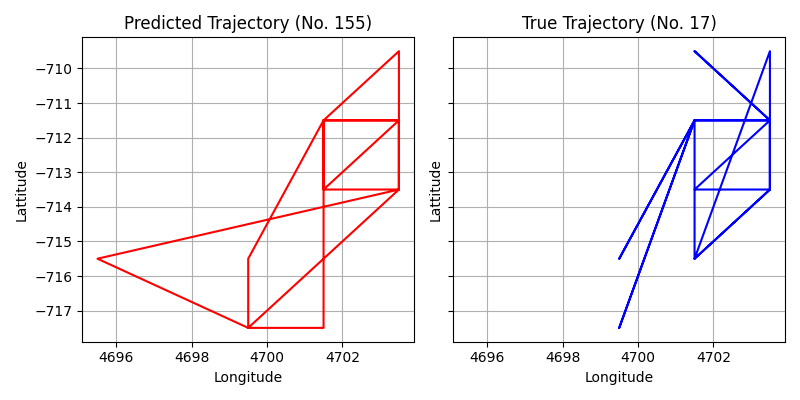 Predicted Trajectory (No. 155)
True Trajectory (No. 17)
Lattitude
−710
−711
−712
−713
−714
−715
−716
−717
4696
4698
4700
4702
Longitude
Lattitude
4696
4698
4700
4702
Longitude